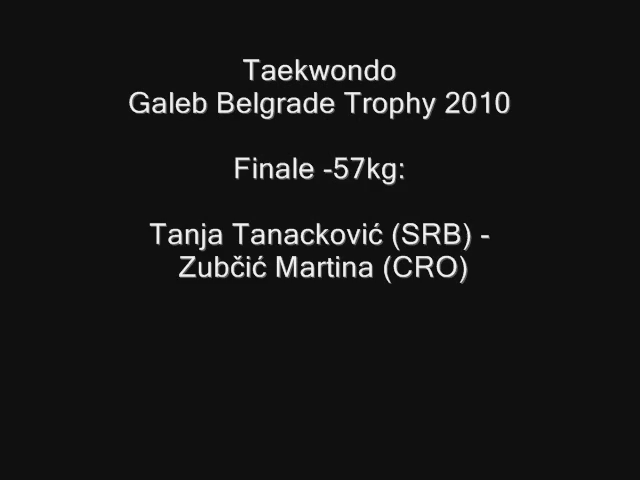 Taekwondo
Galeb Belgrade Trophy 2010
Finale -57kg:
Tanja Tanacković (SRB) -
Zubčić Martina (CRO)